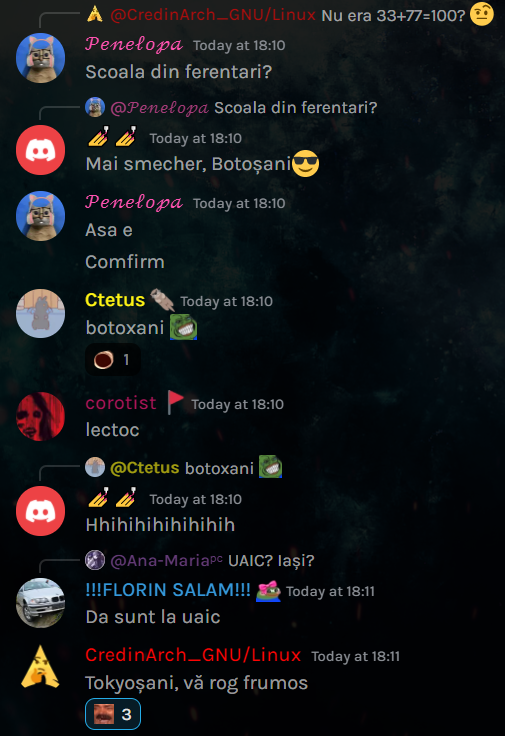 @CredinArch_GNU/Linux Nu era 33+77=100? 🤨
𝓟𝓮𝓷𝓮𝓵𝓸𝓹𝓪 Today at 18:10
Scoala din ferentari?
@𝓟𝓮𝓷𝓮𝓵𝓸𝓹𝓪 Scoala din ferentari?
💅💅 Today at 18:10
Mai smecher, Botoșani😎
𝓟𝓮𝓷𝓮𝓵𝓸𝓹𝓪 Today at 18:10
Asa e
Comfirm
Ctetus Today at 18:10
botoxani
1
corotist 🚩 Today at 18:10
lectoc
@Ctetus botoxani
💅💅 Today at 18:10
Hhihihihihihihih
@Ana-Mariaᵖᶜ UAIC? Iași?
!!!FLORIN SALAM!!! Today at 18:11
Da sunt la uaic
CredinArch_GNU/Linux Today at 18:11
Tokyoșani, vă rog frumos
3